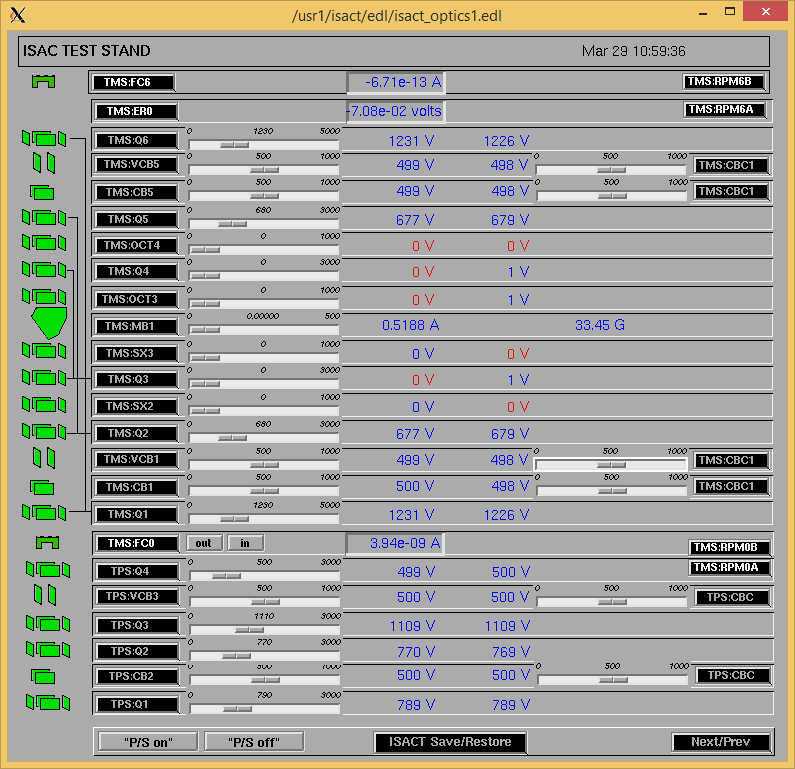 /usr1/isact/edl/isact_optics1.edl
ISAC TEST STAND Mar 29 10:59:36
TMS:FC6 -6.71e-13 A TMS:RPM6B
TMS:ER0 -7.08e-02 volts TMS:RPM6A
0 1230 5000
TMS:Q6 1231 V 1226 V
0 500 1000 0 500 1000
TMS:VCB5 499 V 498 V TMS:CBC1
0 500 1000 0 500 1000
TMS:CB5 499 V 498 V TMS:CBC1
0 680 3000
TMS:Q5 677 V 679 V
0 0 1000
TMS:OCT4 0 V 0 V
0 0 3000
TMS:Q4 0 V 1 V
0 0 1000
TMS:OCT3 0 V 1 V
0 0.00000 500
TMS:MB1 0.5188 A 33.45 G
0 0 1000
TMS:SX3 0 V 0 V
0 0 3000
TMS:Q3 0 V 1 V
0 0 1000
TMS:SX2 0 V 0 V
0 680 3000
TMS:Q2 677 V 679 V
0 500 1000 0 500 1000
TMS:VCB1 499 V 498 V TMS:CBC1
0 500 1000 0 500 1000
TMS:CB1 500 V 498 V TMS:CBC1
0 1230 5000
TMS:Q1 1231 V 1226 V
TMS:FC0 out in 3.94e-09 A TMS:RPM0B
0 500 3000 TMS:RPM0A
TPS:Q4 499 V 500 V
0 500 1000 0 500 1000
TPS:VCB3 500 V 500 V TPS:CBC
0 1110 3000
TPS:Q3 1109 V 1109 V
0 770 3000
TPS:Q2 770 V 769 V
0 500 1000 0 500 1000
TPS:CB2 500 V 500 V TPS:CBC
0 790 3000
TPS:Q1 789 V 789 V
"P/S on" "P/S off" ISACT Save/Restore Next/Prev